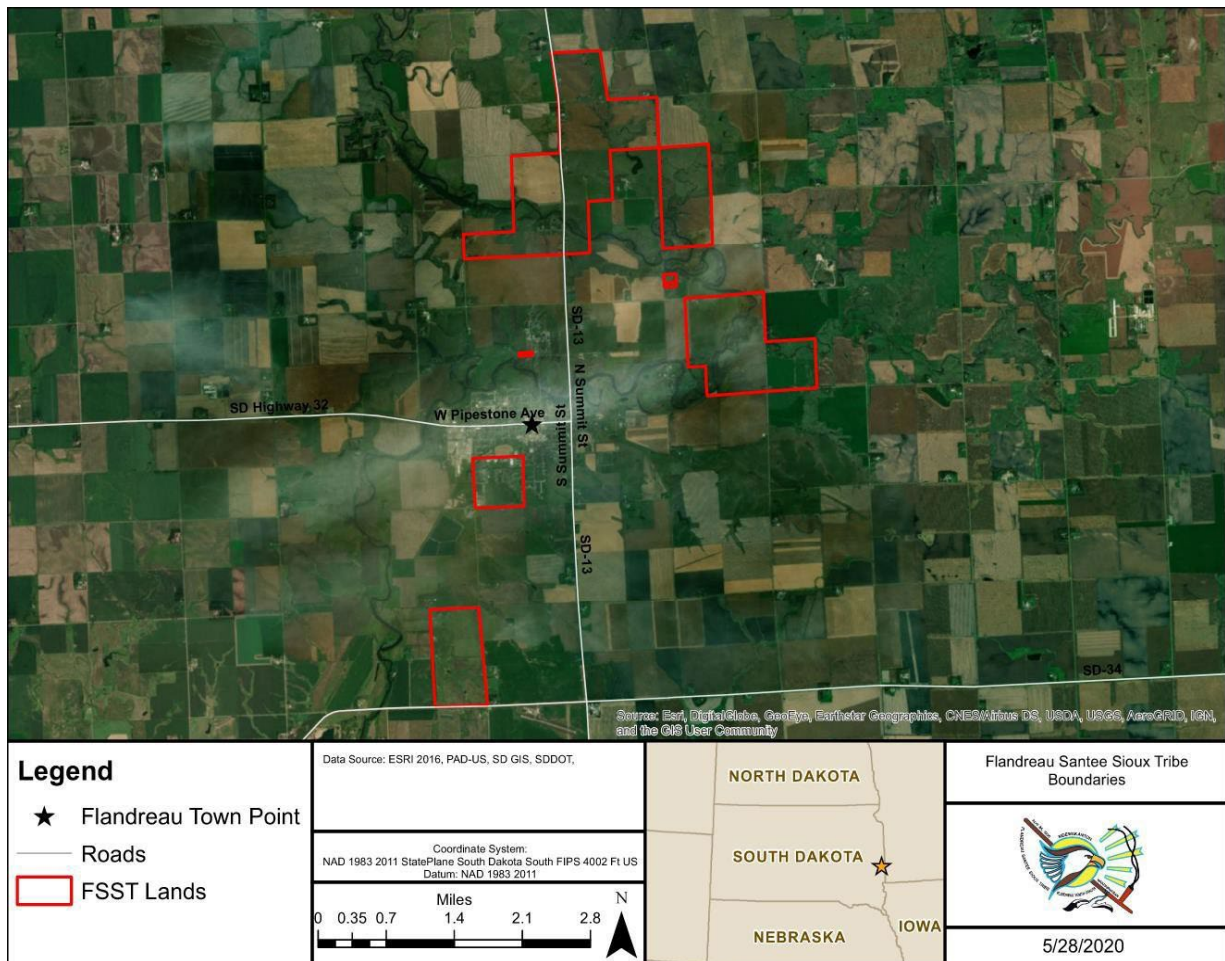 SD-13
N Summit St
SD Highway 32
W Pipestone Ave
S Summit St
SD-13
SD-34
Source: Esri, DigitalGlobe, GeoEye, Earthstar Geographics, CNES/Airbus DS, USDA, USGS, AeroGRID, IGN,
and the GIS User Community
Legend
Flandreau Town Point
Roads
FSST Lands
Data Source: ESRI 2016, PAD-US, SD GIS, SDDOT,
Coordinate System:
NAD 1983 2011 StatePlane South Dakota South FIPS 4002 Ft US
Datum: NAD 1983 2011
Miles
0 0.35 0.7 1.4 2.1 2.8
N
NORTH DAKOTA
SOUTH DAKOTA
NEBRASKA
IOWA
Flandreau Santee Sioux Tribe
Boundaries
5/28/2020